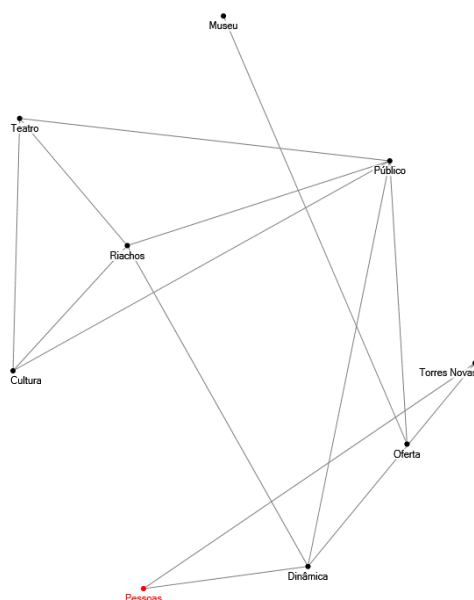 Museu
Teatro
Público
Riachos
Torres Novas
Cultura
Oferta
Dinâmica
Pessoas